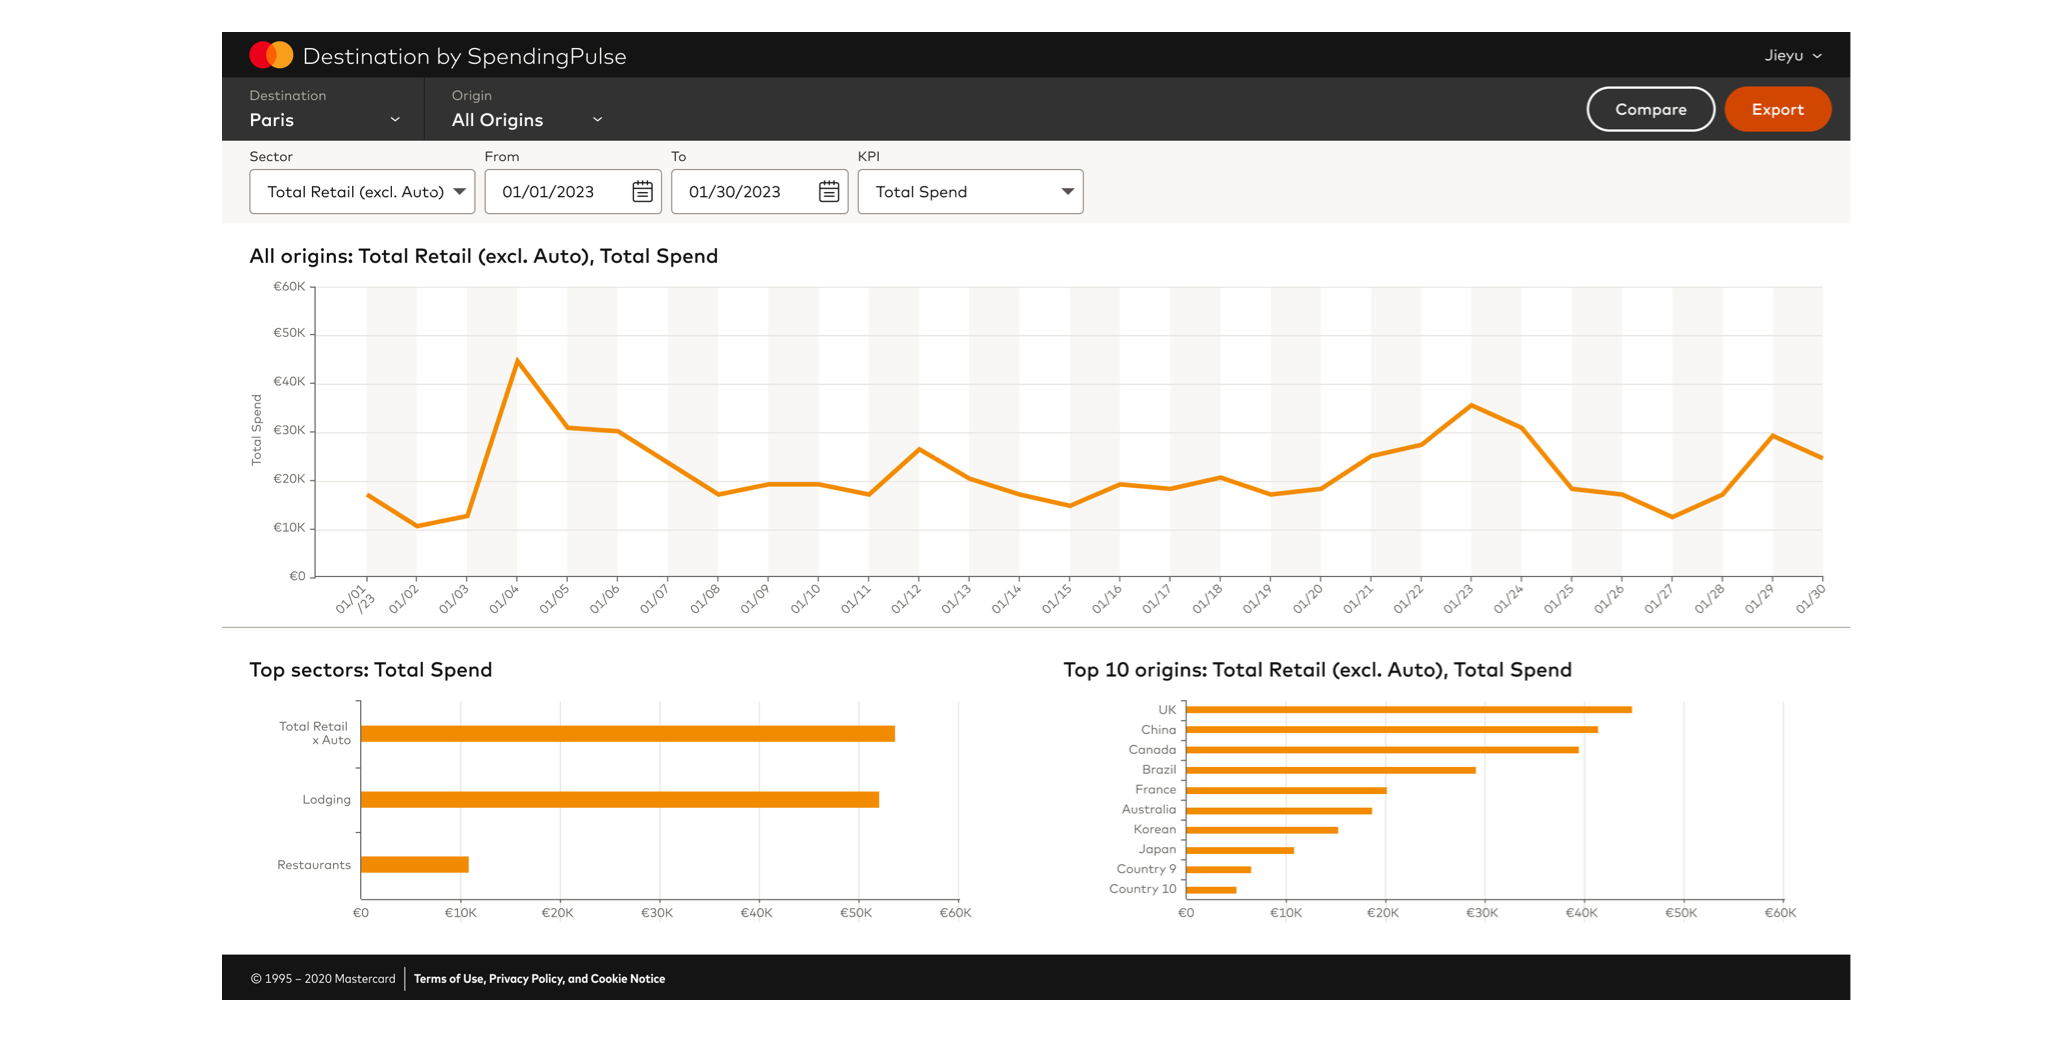 Destination by SpendingPulse
Jieyu
Destination
Paris
Origin
All Origins
Compare
Export
Sector
Total Retail (excl. Auto)
From
01/01/2023
To
01/30/2023
KPI
Total Spend
All origins: Total Retail (excl. Auto), Total Spend
€60K
€50K
€40K
€30K
€20K
€10K
€0
Total Spend
01/01
/23
01/02
01/03
01/04
01/05
01/06
01/07
01/08
01/09
01/10
01/11
01/12
01/13
01/14
01/15
01/16
01/17
01/18
01/19
01/20
01/21
01/22
01/23
01/24
01/25
01/26
01/27
01/28
01/29
01/30
Top sectors: Total Spend
Total Retail
x Auto
Lodging
Restaurants
€0
€10K
€20K
€30K
€40K
€50K
€60K
Top 10 origins: Total Retail (excl. Auto), Total Spend
UK
China
Canada
Brazil
France
Australia
Korean
Japan
Country 9
Country 10
€0
€10K
€20K
€30K
€40K
€50K
€60K
© 1995 – 2020 Mastercard
Terms of Use, Privacy Policy, and Cookie Notice